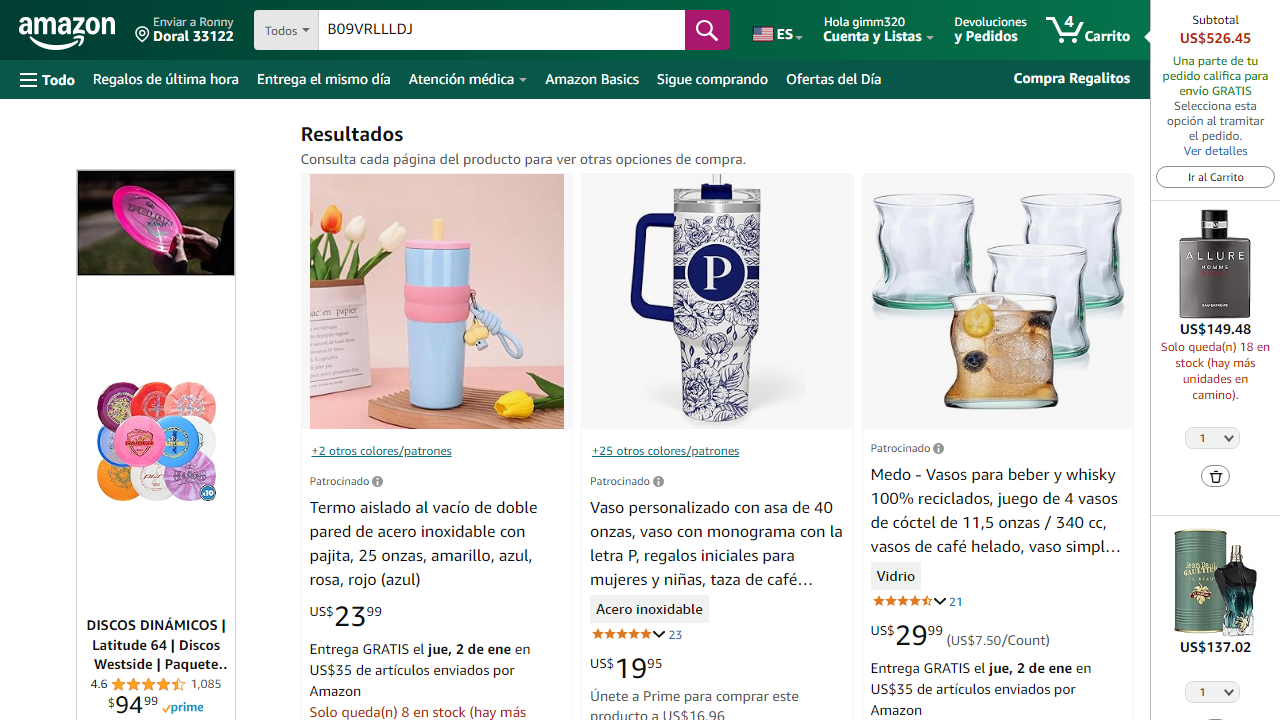 amazon
Enviar a Ronny
Doral 33122
Todos
B09VRLLLDJ
ES
Hola gimm320
Cuenta y Listas
Devoluciones
y Pedidos
4
Carrito
Todo
Regalos de última hora
Entrega el mismo día
Atención médica
Amazon Basics
Sigue comprando
Ofertas del Día
Compra Regalitos
Subtotal
US$526.45
Una parte de tu
pedido califica para
envío GRATIS
Selecciona esta
opción al tramitar
el pedido.
Ver detalles
Ir al Carrito
ALLURE
HOMME
US$149.48
Solo queda(n) 18 en
stock (hay más
unidades en
camino).
1
Jean Paul
GAULTIER
US$137.02
1
Resultados
Consulta cada página del producto para ver otras opciones de compra.
DISCOS DINÁMICOS |
Latitude 64 | Discos
Westside | Paquete..
4.6
1,085
$9499
prime
x10
+2 otros colores/patrones
Patrocinado
Termo aislado al vacío de doble
pared de acero inoxidable con
pajita, 25 onzas, amarillo, azul,
rosa, rojo (azul)
US$2399
Entrega GRATIS el jue, 2 de ene en
US$35 de artículos enviados por
Amazon
Solo queda(n) 8 en stock (hay más
P
+25 otros colores/patrones
Patrocinado
Vaso personalizado con asa de 40
onzas, vaso con monograma con la
letra P, regalos iniciales para
mujeres y niñas, taza de café…
Acero inoxidable
23
US$1995
Únete a Prime para comprar este
producto a US$16.96
Patrocinado
Medo - Vasos para beber y whisky
100% reciclados, juego de 4 vasos
de cóctel de 11,5 onzas / 340 cc,
vasos de café helado, vaso simpl…
Vidrio
21
US$2999 (US$7.50/Count)
Entrega GRATIS el jue, 2 de ene en
US$35 de artículos enviados por
Amazon